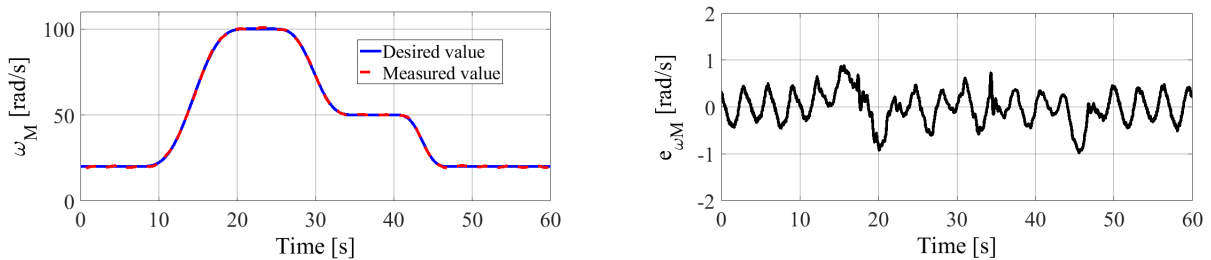 100
50
0
ω_M [rad/s]
Desired value
Measured value
0 10 20 30 40 50 60
Time [s]
2
1
0
-1
-2
e_ωM [rad/s]
0 10 20 30 40 50 60
Time [s]